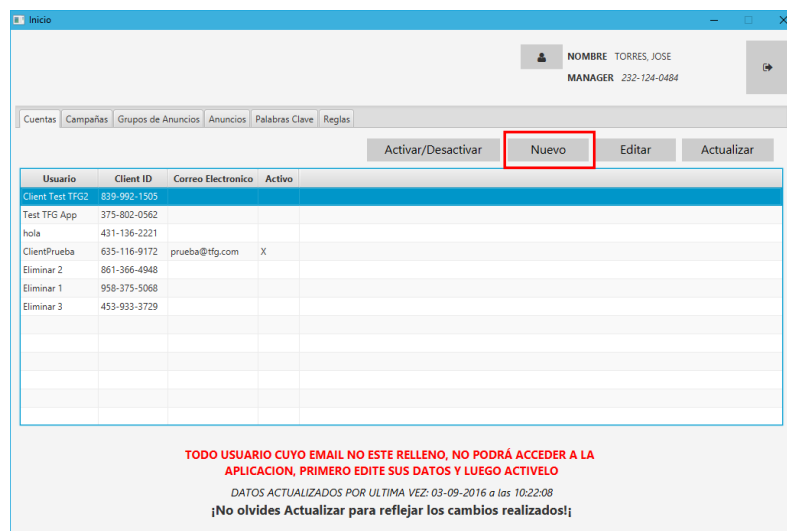 Inicio
NOMBRE TORRES, JOSE
MANAGER 232-124-0484
Cuentas Campañas Grupos de Anuncios Anuncios Palabras Clave Reglas
Activar/Desactivar Nuevo Editar Actualizar
Usuario Client ID Correo Electronico Activo
Client Test TFG2 839-992-1505
Test TFG App 375-802-0562
hola 431-136-2221
ClientPrueba 635-116-9172 prueba@tfg.com X
Eliminar 2 861-366-4948
Eliminar 1 958-375-5068
Eliminar 3 453-933-3729
TODO USUARIO CUYO EMAIL NO ESTE RELLENO, NO PODRÁ ACCEDER A LA
APLICACION, PRIMERO EDITE SUS DATOS Y LUEGO ACTIVELO
DATOS ACTUALIZADOS POR ULTIMA VEZ: 03-09-2016 a las 10:22:08
¡No olvides Actualizar para reflejar los cambios realizados!¡